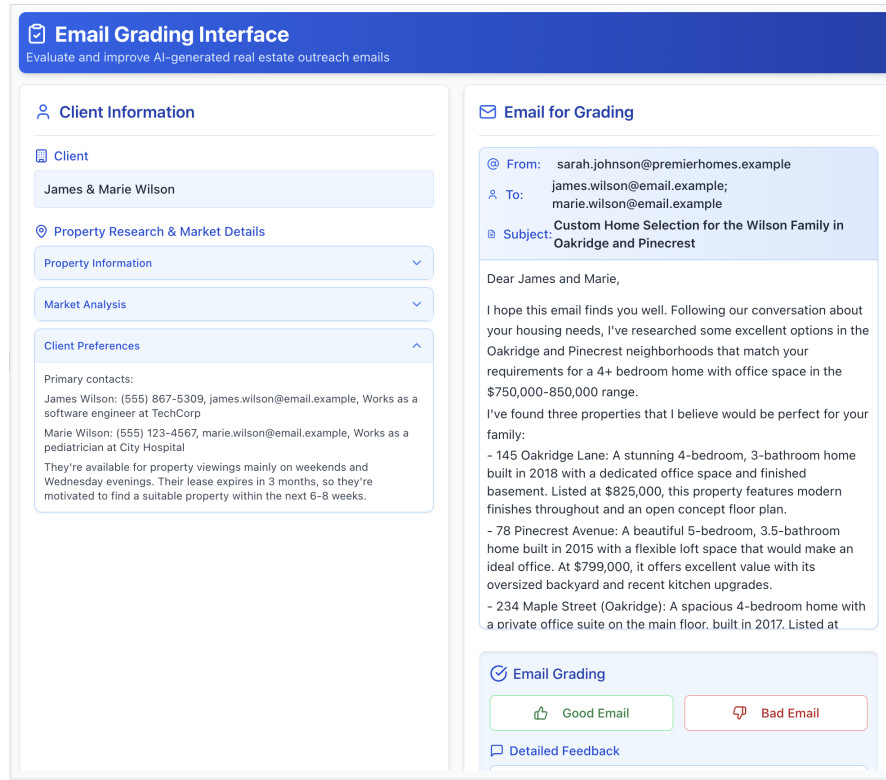 Email Grading Interface
Evaluate and improve AI-generated real estate outreach emails
Client Information
Client
James & Marie Wilson
Property Research & Market Details
Property Information
Market Analysis
Client Preferences
Primary contacts:
James Wilson: (555) 867-5309, james.wilson@email.example, Works as a
software engineer at TechCorp
Marie Wilson: (555) 123-4567, marie.wilson@email.example, Works as a
pediatrician at City Hospital
They're available for property viewings mainly on weekends and
Wednesday evenings. Their lease expires in 3 months, so they're
motivated to find a suitable property within the next 6-8 weeks.
Email for Grading
From: sarah.johnson@premierhomes.example
To: james.wilson@email.example;
marie.wilson@email.example
Subject: Custom Home Selection for the Wilson Family in
Oakridge and Pinecrest
Dear James and Marie,
I hope this email finds you well. Following our conversation about
your housing needs, I've researched some excellent options in the
Oakridge and Pinecrest neighborhoods that match your
requirements for a 4+ bedroom home with office space in the
$750,000-850,000 range.
I've found three properties that I believe would be perfect for your
family:
- 145 Oakridge Lane: A stunning 4-bedroom, 3-bathroom home
built in 2018 with a dedicated office space and finished
basement. Listed at $825,000, this property features modern
finishes throughout and an open concept floor plan.
- 78 Pinecrest Avenue: A beautiful 5-bedroom, 3.5-bathroom
home built in 2015 with a flexible loft space that would make an
ideal office. At $799,000, it offers excellent value with its
oversized backyard and recent kitchen upgrades.
- 234 Maple Street (Oakridge): A spacious 4-bedroom home with
a private office suite on the main floor, built in 2017. Listed at
Email Grading
Good Email
Bad Email
Detailed Feedback